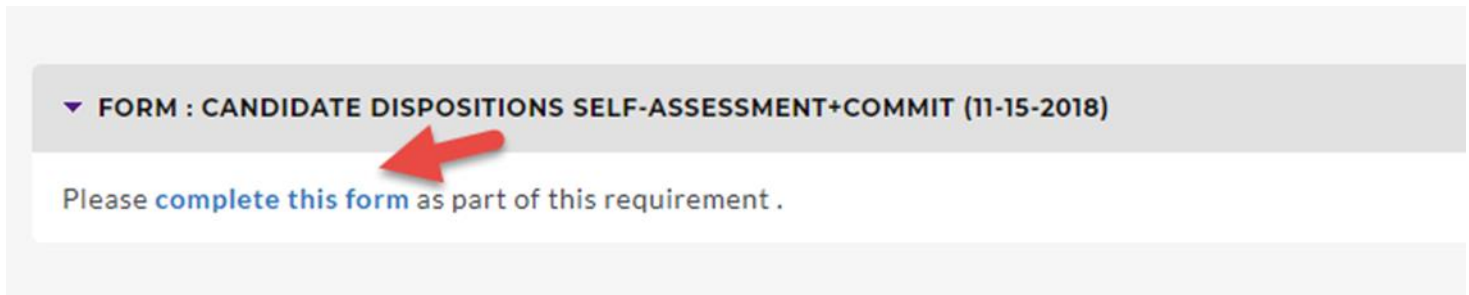 FORM : CANDIDATE DISPOSITIONS SELF-ASSESSMENT+COMMIT (11-15-2018)
Please complete this form as part of this requirement .